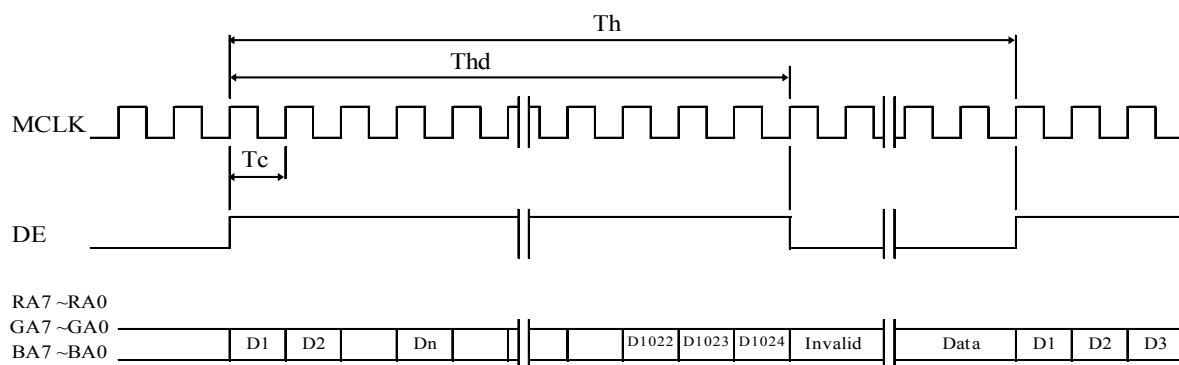 Th
Thd
MCLK
Tc
DE
RA7 ~RA0
GA7 ~GA0
BA7 ~BA0
D1 D2 Dn D1022 D1023 D1024 Invalid Data D1 D2 D3